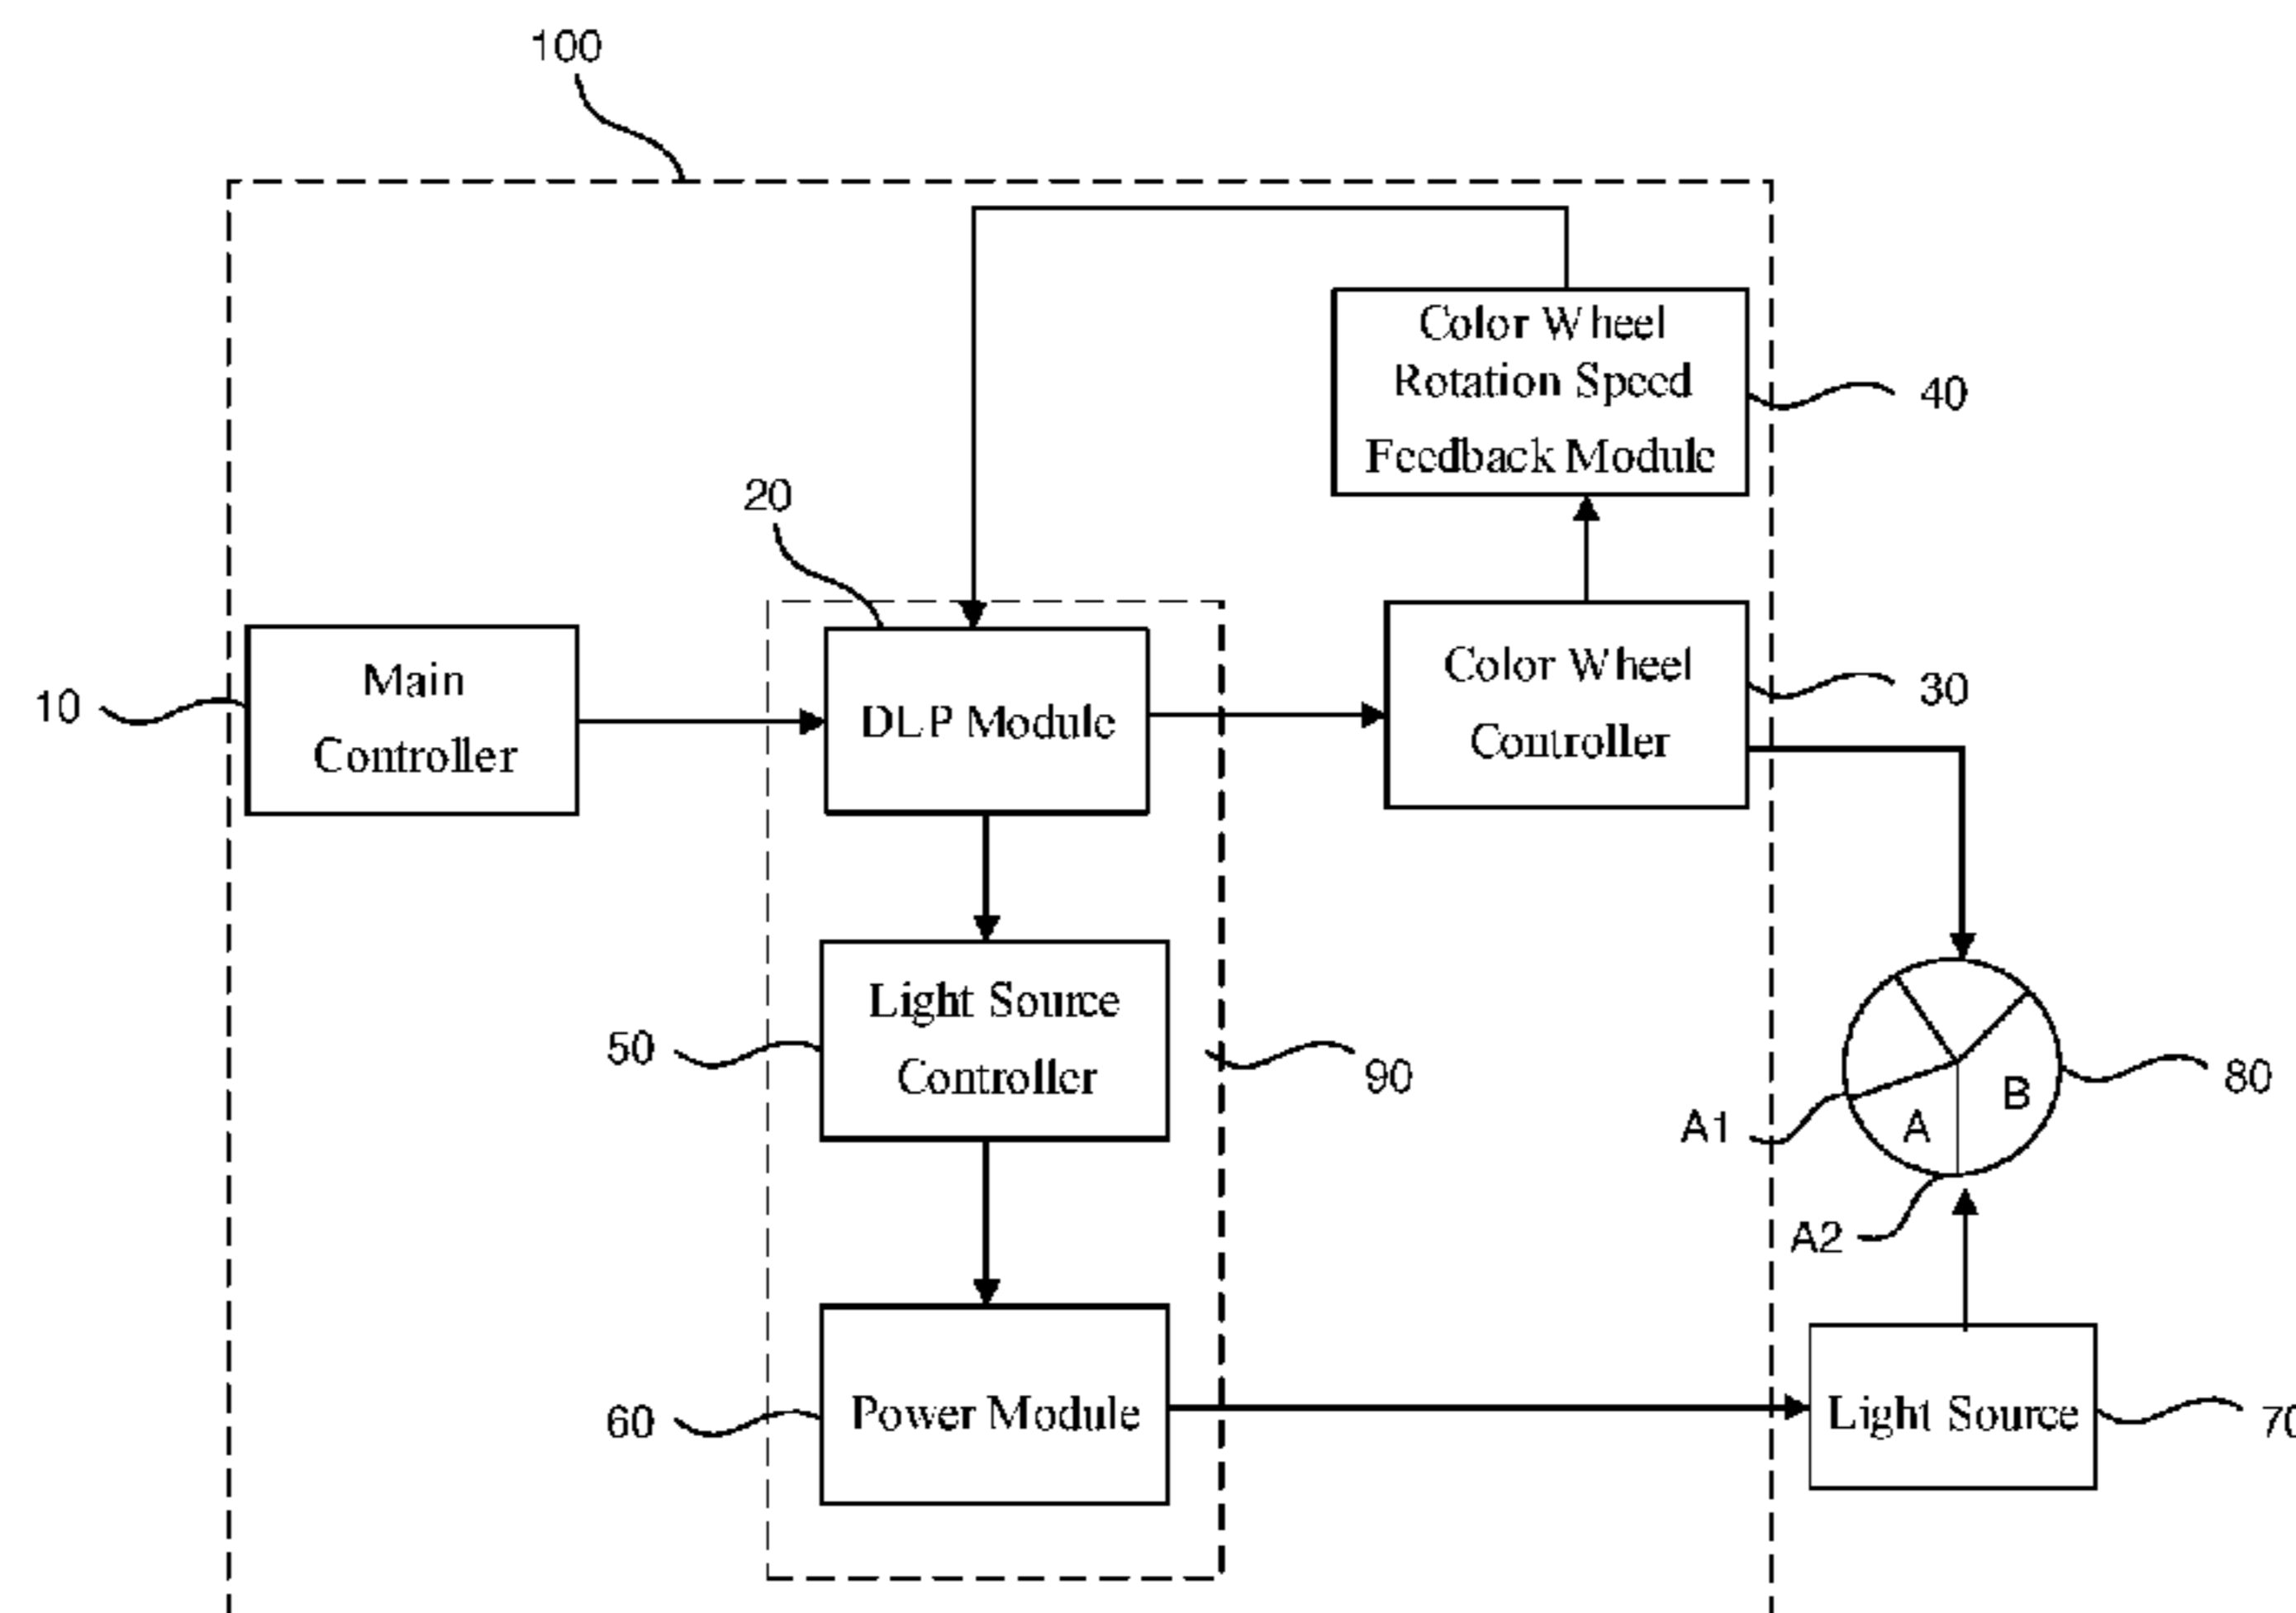 100
Color Wheel
Rotation Speed
Feedback Module
40
20
Main
Controller
10
DLP Module
Color Wheel
Controller
30
Light Source
Controller
50
90
A
B
80
A1
A2
Power Module
60
Light Source
70